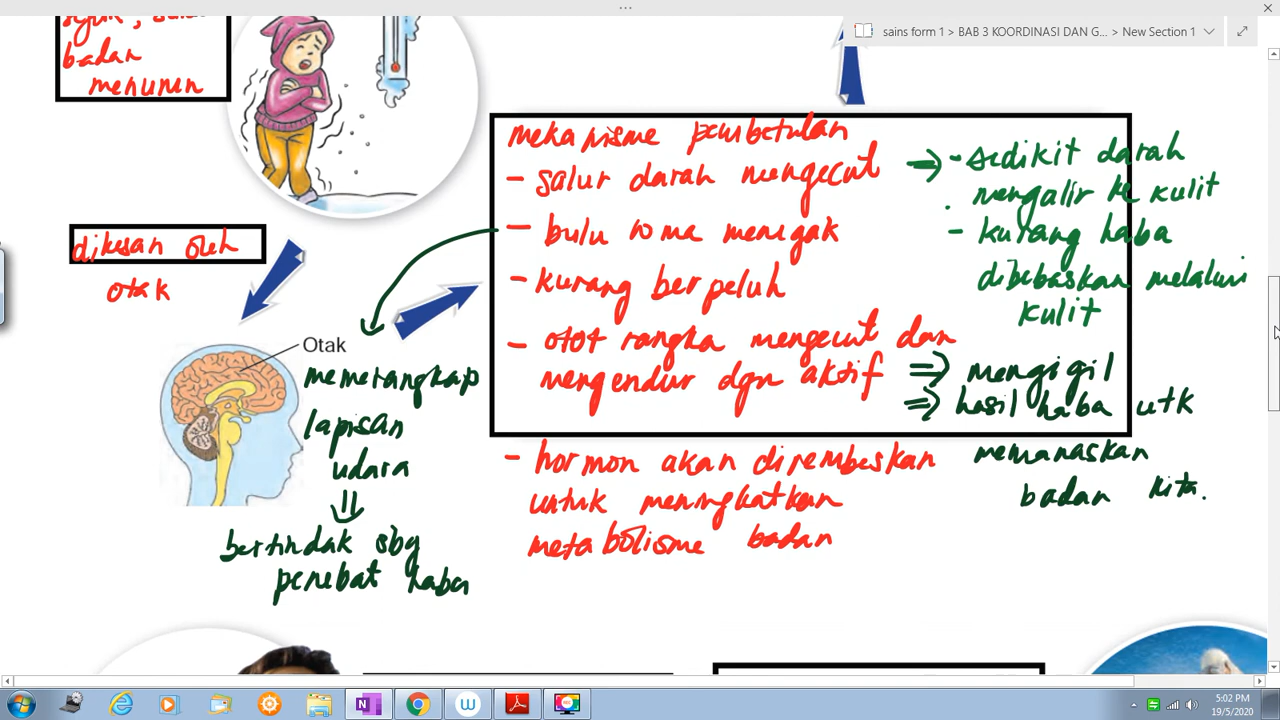 sains form 1 > BAB 3 KOORDINASI DAN G... > New Section 1
badan
menurun
dikesan oleh
otak
Otak
memerangkap
lapisan
udara
bertindak sbg
penebat haba
mekanisme pembetulan
- salur darah mengecut
- bulu roma menegak
- kurang berpeluh
- otot rangka mengecut dan
mengendur dgn aktif
- hormon akan dirembeskan
untuk meningkatkan
metabolisme badan
⇒ - sedikit darah
mengalir ke kulit
- kurang haba
dibebaskan melalui
kulit
⇒ mengigil
⇒ hasil haba utk
memanaskan
badan kita.
5:02 PM
19/5/2020